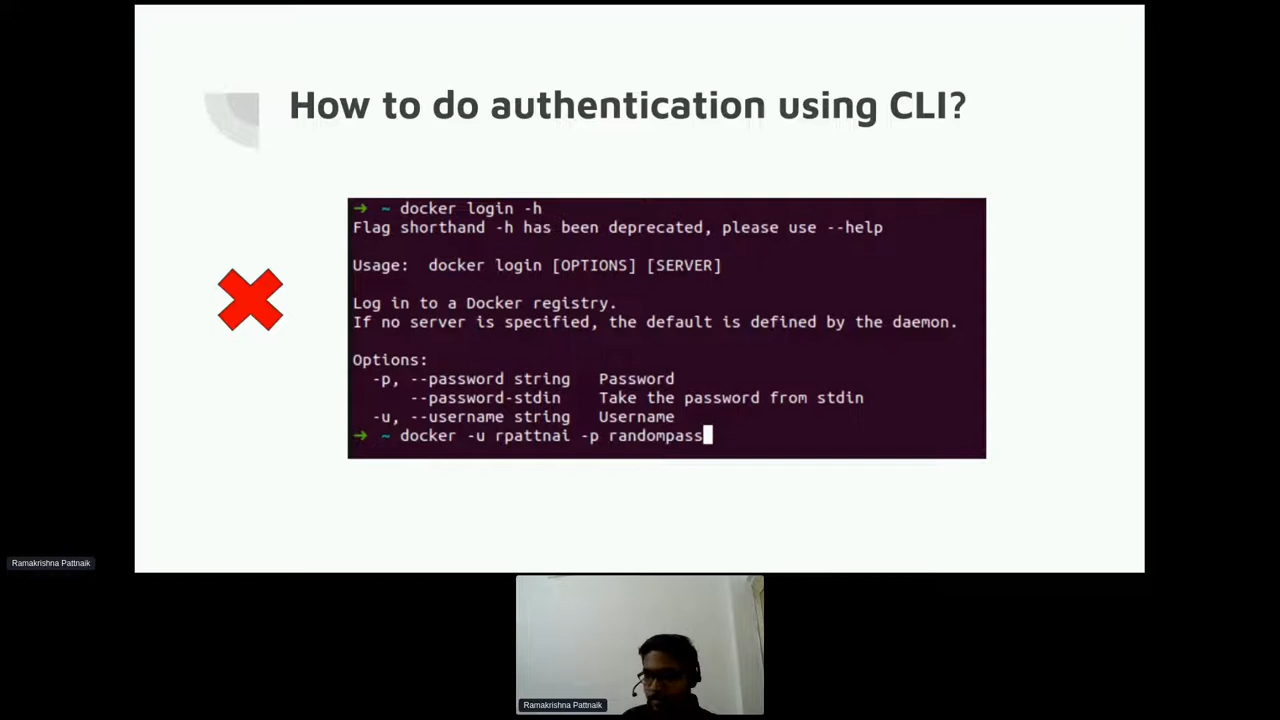 How to do authentication using CLI?
➜ ~ docker login -h
Flag shorthand -h has been deprecated, please use --help
Usage: docker login [OPTIONS] [SERVER]
Log in to a Docker registry.
If no server is specified, the default is defined by the daemon.
Options:
-p, --password string Password
--password-stdin Take the password from stdin
-u, --username string Username
➜ ~ docker -u rpattnai -p randompass
Ramakrishna Pattnaik
Ramakrishna Pattnaik